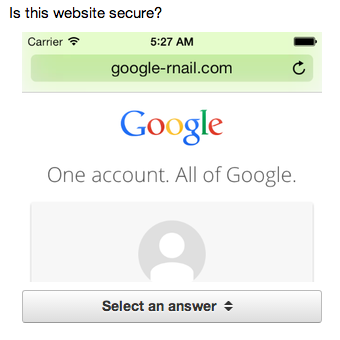 Is this website secure?
Carrier 5:27 AM
google-rnail.com
Google
One account. All of Google.
Select an answer